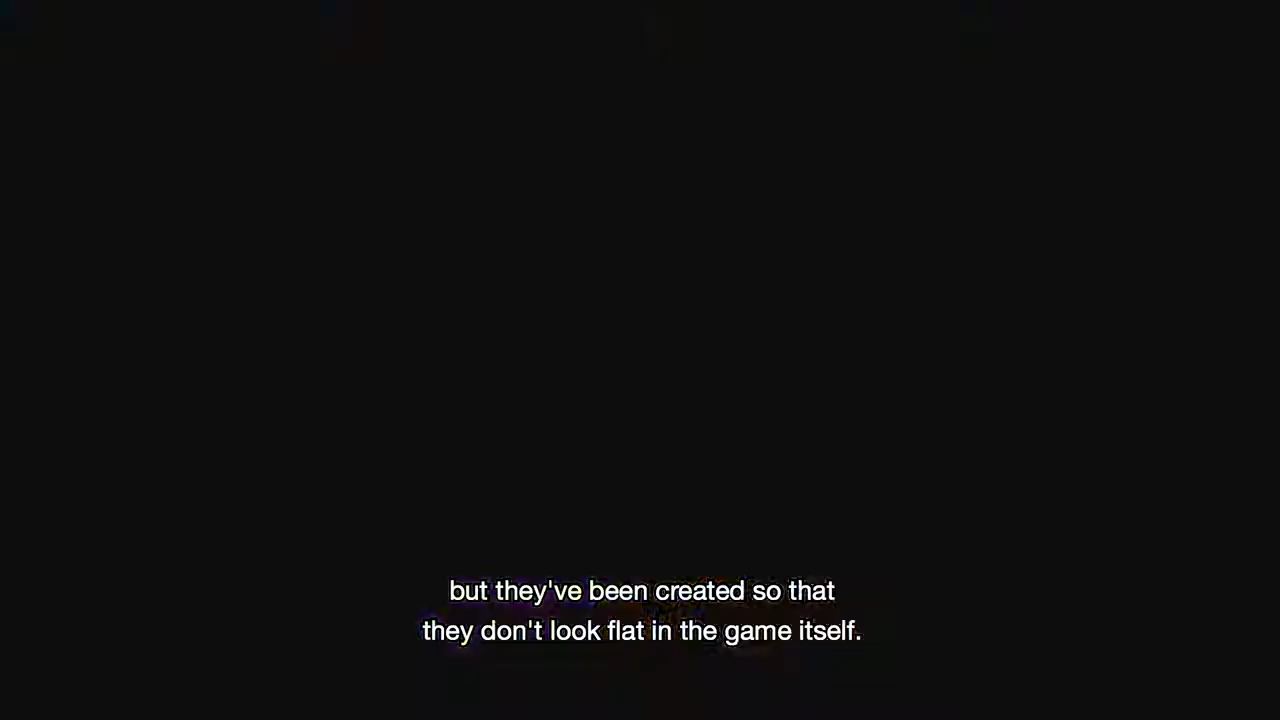 but they've been created so that
they don't look flat in the game itself.